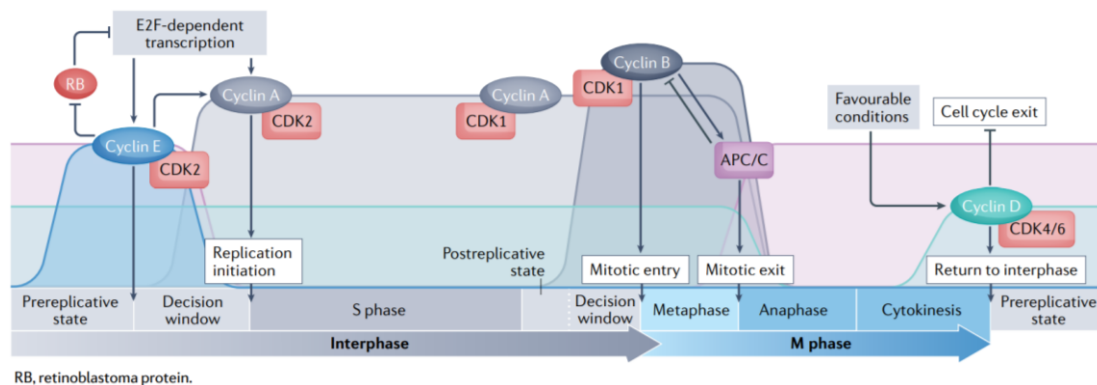 E2F-dependent
transcription
RB
Cyclin A
CDK2
Cyclin E
CDK2
Cyclin A
CDK1
Cyclin B
CDK1
APC/C
Favourable
conditions
Cell cycle exit
Cyclin D
CDK4/6
Replication
initiation
Postreplicative
state
Mitotic entry
Mitotic exit
Return to interphase
Prereplicative
state
Decision
window
S phase
Decision
window
Metaphase
Anaphase
Cytokinesis
Prereplicative
state
Interphase
M phase
RB, retinoblastoma protein.